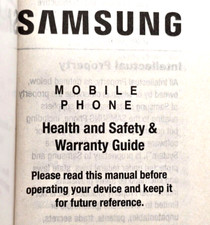 SAMSUNG
MOBILE
PHONE
Health and Safety &
Warranty Guide
Please read this manual before
operating your device and keep it
for future reference.